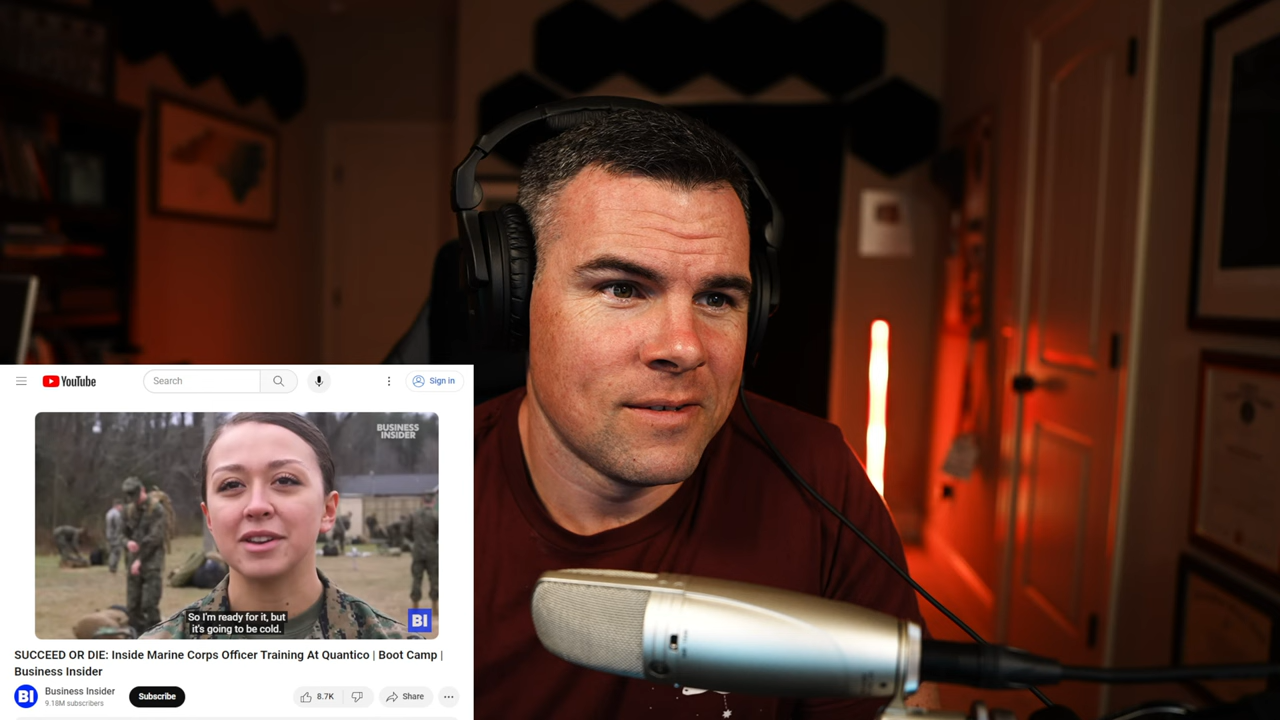 YouTube
Search
Sign in
BUSINESS
INSIDER
So I'm ready for it, but
it's going to be cold.
BI
SUCCEED OR DIE: Inside Marine Corps Officer Training At Quantico | Boot Camp |
Business Insider
BI
Business Insider
9.18M subscribers
Subscribe
8.7K
Share